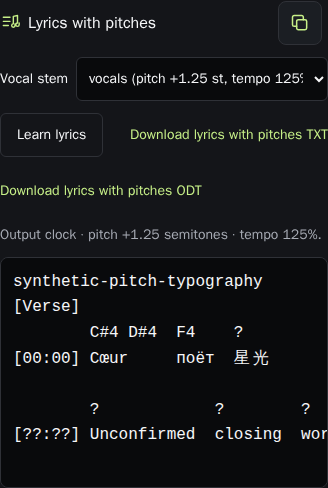 Lyrics with pitches
Vocal stem
vocals (pitch +1.25 st, tempo 125%
Learn lyrics
Download lyrics with pitches TXT
Download lyrics with pitches ODT
Output clock · pitch +1.25 semitones · tempo 125%.
synthetic-pitch-typography
[Verse]
C#4 D#4 F4 ?
[00:00] Cœur поёт 星光
? ? ?
[??:??] Unconfirmed closing